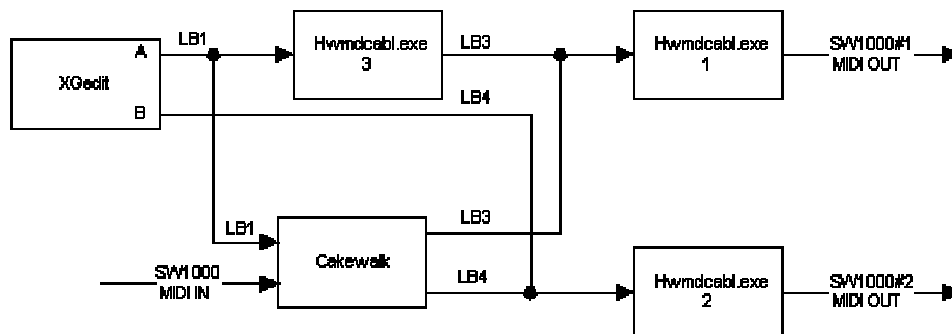 A
LB1
Hwmdcabl.exe
3
LB3
Hwmdcabl.exe
1
SW1000#1
MIDI OUT
XGedit
B
LB4
LB1
Cakewalk
LB3
SW1000
MIDI IN
LB4
Hwmdcabl.exe
2
SW1000#2
MIDI OUT